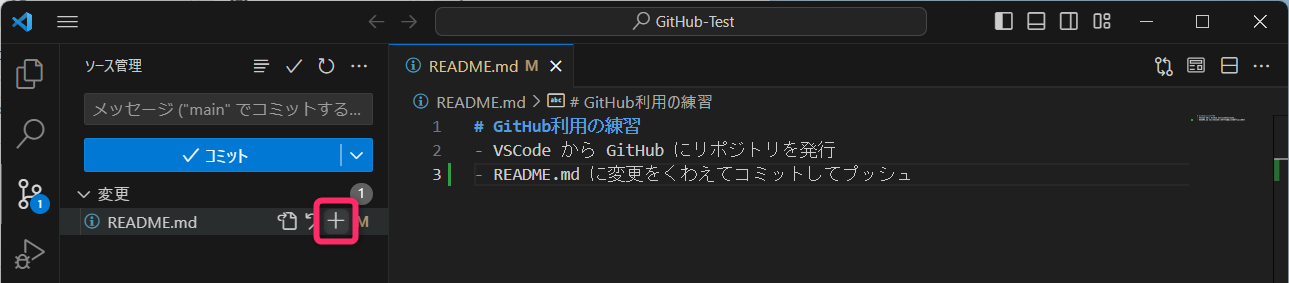 GitHub-Test
ソース管理
README.md M
メッセージ ("main" でコミットする...
README.md # GitHub利用の練習
コミット
変更 1
README.md M
1
1 # GitHub利用の練習
2 - VSCode から GitHub にリポジトリを発行
3 - README.md に変更をくわえてコミットしてプッシュ